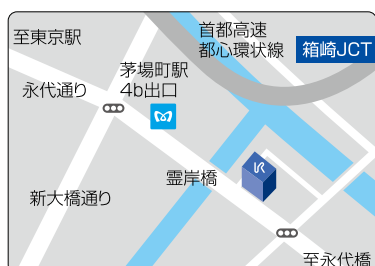 至東京駅
首都高速
都心環状線
箱崎JCT
茅場町駅
4b出口
永代通り
霊岸橋
新大橋通り
至永代橋